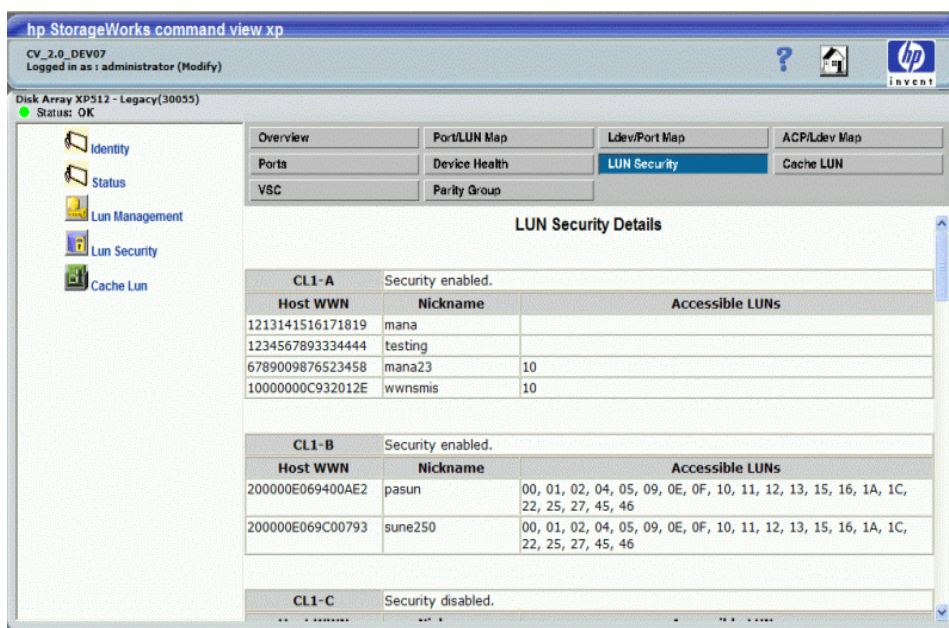 hp StorageWorks command view xp
CV_2.0_DEV07
Logged in as : administrator (Modify)
?
hp
invent
Disk Array XP512 - Legacy(30055)
Status: OK
Identity
Status
Lun Management
Lun Security
Cache Lun
Overview Port/LUN Map Ldev/Port Map ACP/Ldev Map
Ports Device Health LUN Security Cache LUN
VSC Parity Group
LUN Security Details
CL1-A Security enabled.
Host WWN Nickname Accessible LUNs
1213141516171819 mana
1234567893334444 testing
6789009876523458 mana23 10
10000000C932012E wwnsmis 10
CL1-B Security enabled.
Host WWN Nickname Accessible LUNs
200000E069400AE2 pasun 00, 01, 02, 04, 05, 09, 0E, 0F, 10, 11, 12, 13, 15, 16, 1A, 1C,
22, 25, 27, 45, 46
200000E069C00793 sune250 00, 01, 02, 04, 05, 09, 0E, 0F, 10, 11, 12, 13, 15, 16, 1A, 1C,
22, 25, 27, 45, 46
CL1-C Security disabled.